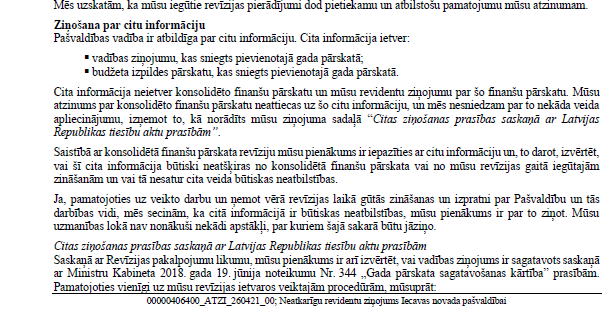 Mēs uzskatām, ka mūsu iegūtie revīzijas pierādījumi dod pietiekamu un atbilstošu pamatojumu mūsu atzinumam.
Ziņošana par citu informāciju
Pašvaldības vadība ir atbildīga par citu informāciju. Cita informācija ietver:
▪ vadības ziņojumu, kas sniegts pievienotajā gada pārskatā;
▪ budžeta izpildes pārskatu, kas sniegts pievienotajā gada pārskatā.
Cita informācija neietver konsolidēto finanšu pārskatu un mūsu revidentu ziņojumu par šo finanšu pārskatu. Mūsu
atzinums par konsolidēto finanšu pārskatu neattiecas uz šo citu informāciju, un mēs nesniedzam par to nekāda veida
apliecinājumu, izņemot to, kā norādīts mūsu ziņojuma sadaļā “Citas ziņošanas prasības saskaņā ar Latvijas
Republikas tiesību aktu prasībām”.
Saistībā ar konsolidētā finanšu pārskata revīziju mūsu pienākums ir iepazīties ar citu informāciju un, to darot, izvērtēt,
vai šī cita informācija būtiski neatšķiras no konsolidētā finanšu pārskata vai no mūsu revīzijas gaitā iegūtajām
zināšanām un vai tā nesatur cita veida būtiskas neatbilstības.
Ja, pamatojoties uz veikto darbu un ņemot vērā revīzijas laikā gūtās zināšanas un izpratni par Pašvaldību un tās
darbības vidi, mēs secinām, ka citā informācijā ir būtiskas neatbilstības, mūsu pienākums ir par to ziņot. Mūsu
uzmanības lokā nav nonākuši nekādi apstākļi, par kuriem šajā sakarā būtu jāziņo.
Citas ziņošanas prasības saskaņā ar Latvijas Republikas tiesību aktu prasībām
Saskaņā ar Revīzijas pakalpojumu likumu, mūsu pienākums ir arī izvērtēt, vai vadības ziņojums ir sagatavots saskaņā
ar Ministru Kabineta 2018. gada 19. jūnija noteikumu Nr. 344 „Gada pārskata sagatavošanas kārtība” prasībām.
Pamatojoties vienīgi uz mūsu revīzijas ietvaros veiktajām procedūrām, mūsuprāt:
00000406400_ATZI_260421_00; Neatkarīgu revidentu ziņojums Iecavas novada pašvaldībai